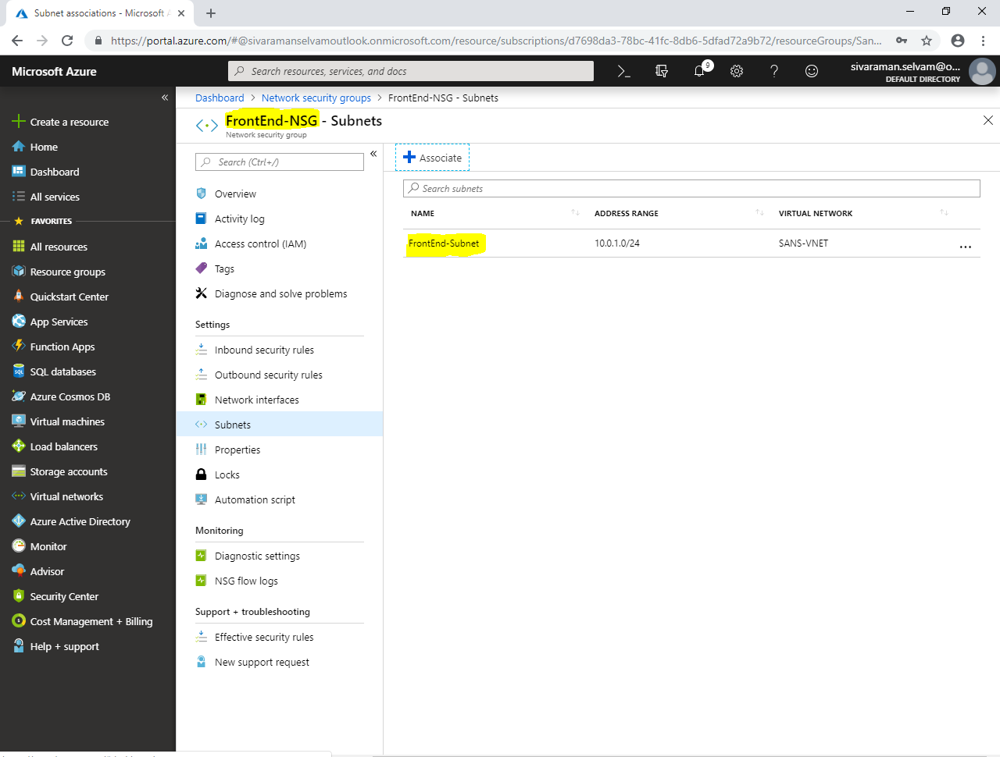 Subnet associations - Microsoft A
https://portal.azure.com/#@sivaramanselvamoutlook.onmicrosoft.com/resource/subscriptions/d7698da3-78bc-41fc-8db6-5dfad72a9b72/resourceGroups/San...
Microsoft Azure
Search resources, services, and docs
9
sivaraman.selvam@o...
DEFAULT DIRECTORY
Create a resource
Home
Dashboard
All services
FAVORITES
All resources
Resource groups
Quickstart Center
App Services
Function Apps
SQL databases
Azure Cosmos DB
Virtual machines
Load balancers
Storage accounts
Virtual networks
Azure Active Directory
Monitor
Advisor
Security Center
Cost Management + Billing
Help + support
Dashboard > Network security groups > FrontEnd-NSG - Subnets
FrontEnd-NSG - Subnets
Network security group
Search (Ctrl+/)
Overview
Activity log
Access control (IAM)
Tags
Diagnose and solve problems
Settings
Inbound security rules
Outbound security rules
Network interfaces
Subnets
Properties
Locks
Automation script
Monitoring
Diagnostic settings
NSG flow logs
Support + troubleshooting
Effective security rules
New support request
Associate
Search subnets
NAME ADDRESS RANGE VIRTUAL NETWORK
FrontEnd-Subnet 10.0.1.0/24 SANS-VNET ...